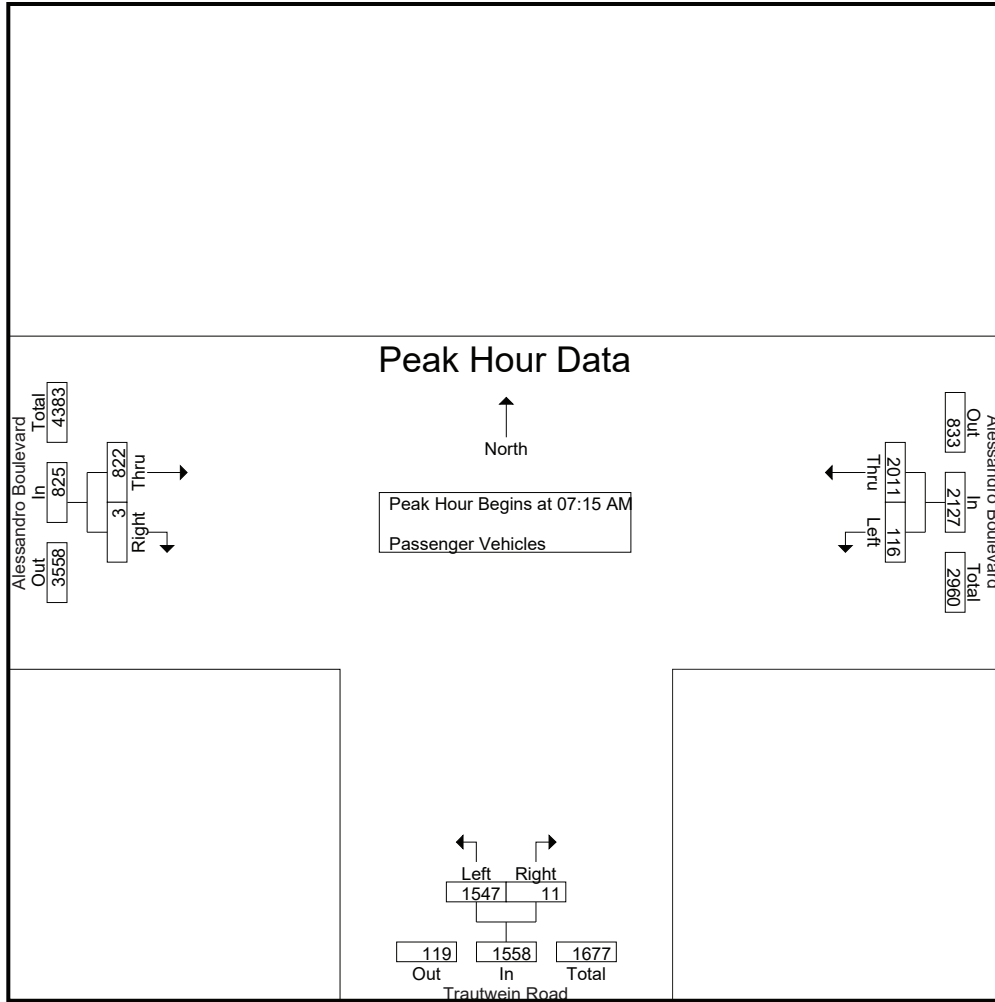 Peak Hour Data
North
Peak Hour Begins at 07:15 AM
Passenger Vehicles
Alessandro Boulevard
Total
4383
In
825
Out
3558
822
Thru
3
Right
Alessandro Boulevard
Out
833
In
2127
Total
2960
2011
Thru
116
Left
Left Right
1547 11
119 1558 1677
Out In Total
Trautwein Road